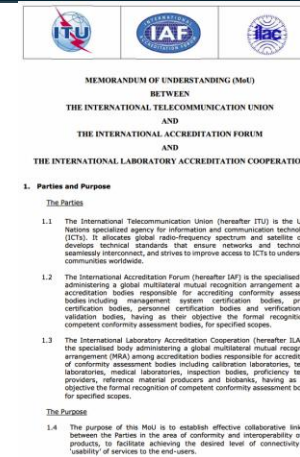 ITU
IAF
ilac
MEMORANDUM OF UNDERSTANDING (MoU)
BETWEEN
THE INTERNATIONAL TELECOMMUNICATION UNION
AND
THE INTERNATIONAL ACCREDITATION FORUM
AND
THE INTERNATIONAL LABORATORY ACCREDITATION COOPERATIO
1. Parties and Purpose
The Parties
1.1 The International Telecommunication Union (hereafter ITU) is the U
Nations specialized agency for information and communication technol
(ICTs). It allocates global radio-frequency spectrum and satellite o
develops technical standards that ensure networks and technol
seamlessly interconnect, and strives to improve access to ICTs to unders
communities worldwide.
1.2 The International Accreditation Forum (hereafter IAF) is the specialised
administering a global multilateral mutual recognition arrangement a
accreditation bodies responsible for accrediting conformity assess
bodies including management system certification bodies, pr
certification bodies, personnel certification bodies and verification
validation bodies, having as their objective the formal recognitio
competent conformity assessment bodies, for specified scopes.
1.3 The International Laboratory Accreditation Cooperation (hereafter ILA
the specialised body administering a global multilateral mutual recogn
arrangement (MRA) among accreditation bodies responsible for accredit
of conformity assessment bodies including calibration laboratories, te
laboratories, medical laboratories, inspection bodies, proficiency te
providers, reference material producers and biobanks, having as
objective the formal recognition of competent conformity assessment bo
for specified scopes.
The Purpose
1.4 The purpose of this MoU is to establish effective collaborative link
between the Parties in the area of conformity and interoperability o
products, to facilitate achieving the desired level of connectivity
'usability' of services to the end-users.